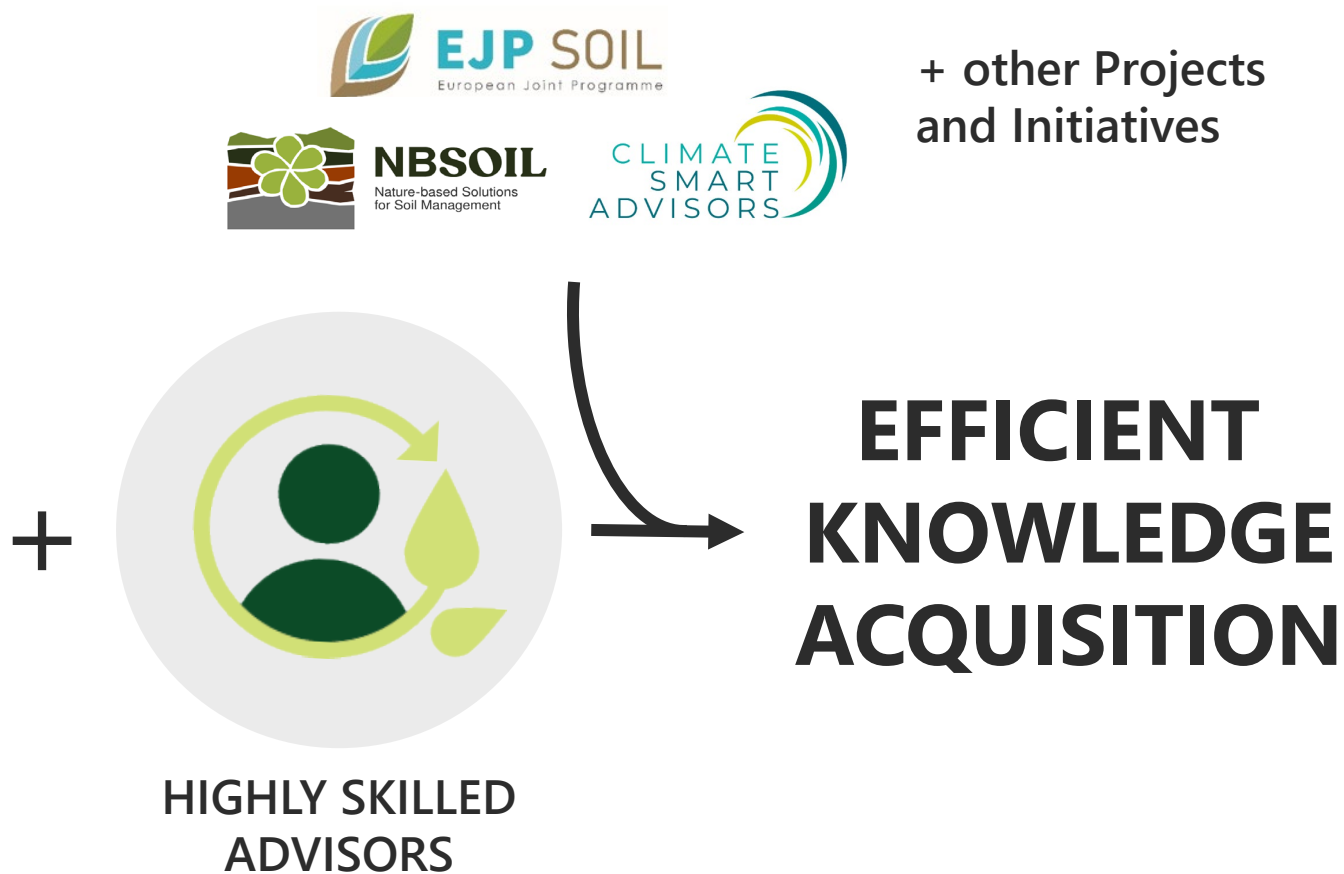 EJP SOIL
European Joint Programme
+ other Projects
and Initiatives
NBSOIL
Nature-based Solutions
for Soil Management
CLIMATE
SMART
ADVISORS
+
EFFICIENT
KNOWLEDGE
ACQUISITION
HIGHLY SKILLED
ADVISORS